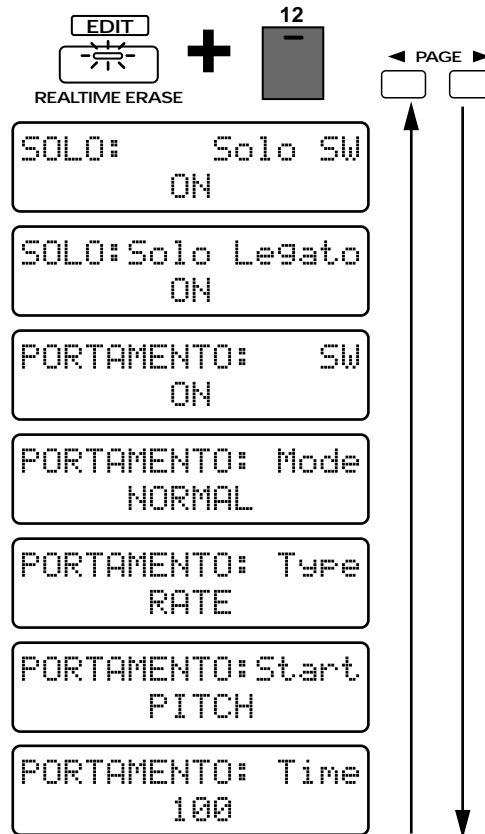 EDIT
REALTIME ERASE
12
◄ PAGE ►
SOLO: Solo SW
ON
SOLO:Solo Legato
ON
PORTAMENTO: SW
ON
PORTAMENTO: Mode
NORMAL
PORTAMENTO: Type
RATE
PORTAMENTO:Start
PITCH
PORTAMENTO: Time
100